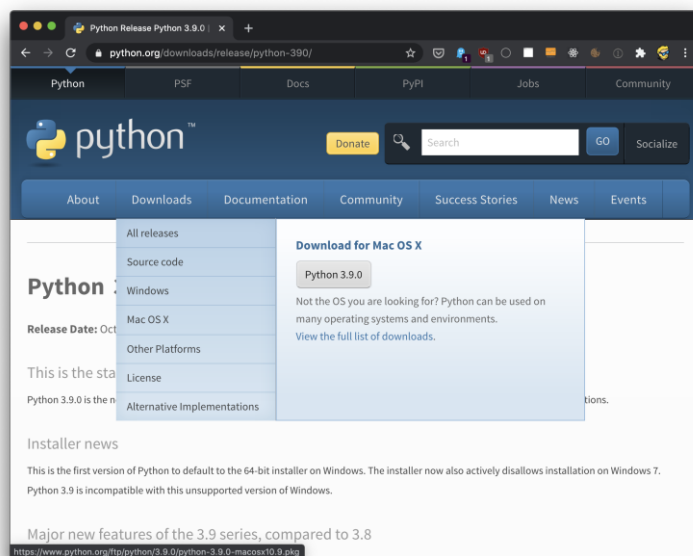 Python Release Python 3.9.0 |
python.org/downloads/release/python-390/
1
1
Python PSF Docs PyPI Jobs Community
python™
Donate Search GO Socialize
About Downloads Documentation Community Success Stories News Events
All releases
Source code
Windows
Mac OS X
Other Platforms
License
Alternative Implementations
Download for Mac OS X
Python 3.9.0
Not the OS you are looking for? Python can be used on
many operating systems and environments.
View the full list of downloads.
Python
Release Date: Oct
This is the sta
Python 3.9.0 is the n tions.
Installer news
This is the first version of Python to default to the 64-bit installer on Windows. The installer now also actively disallows installation on Windows 7.
Python 3.9 is incompatible with this unsupported version of Windows.
Major new features of the 3.9 series, compared to 3.8
https://www.python.org/ftp/python/3.9.0/python-3.9.0-macosx10.9.pkg